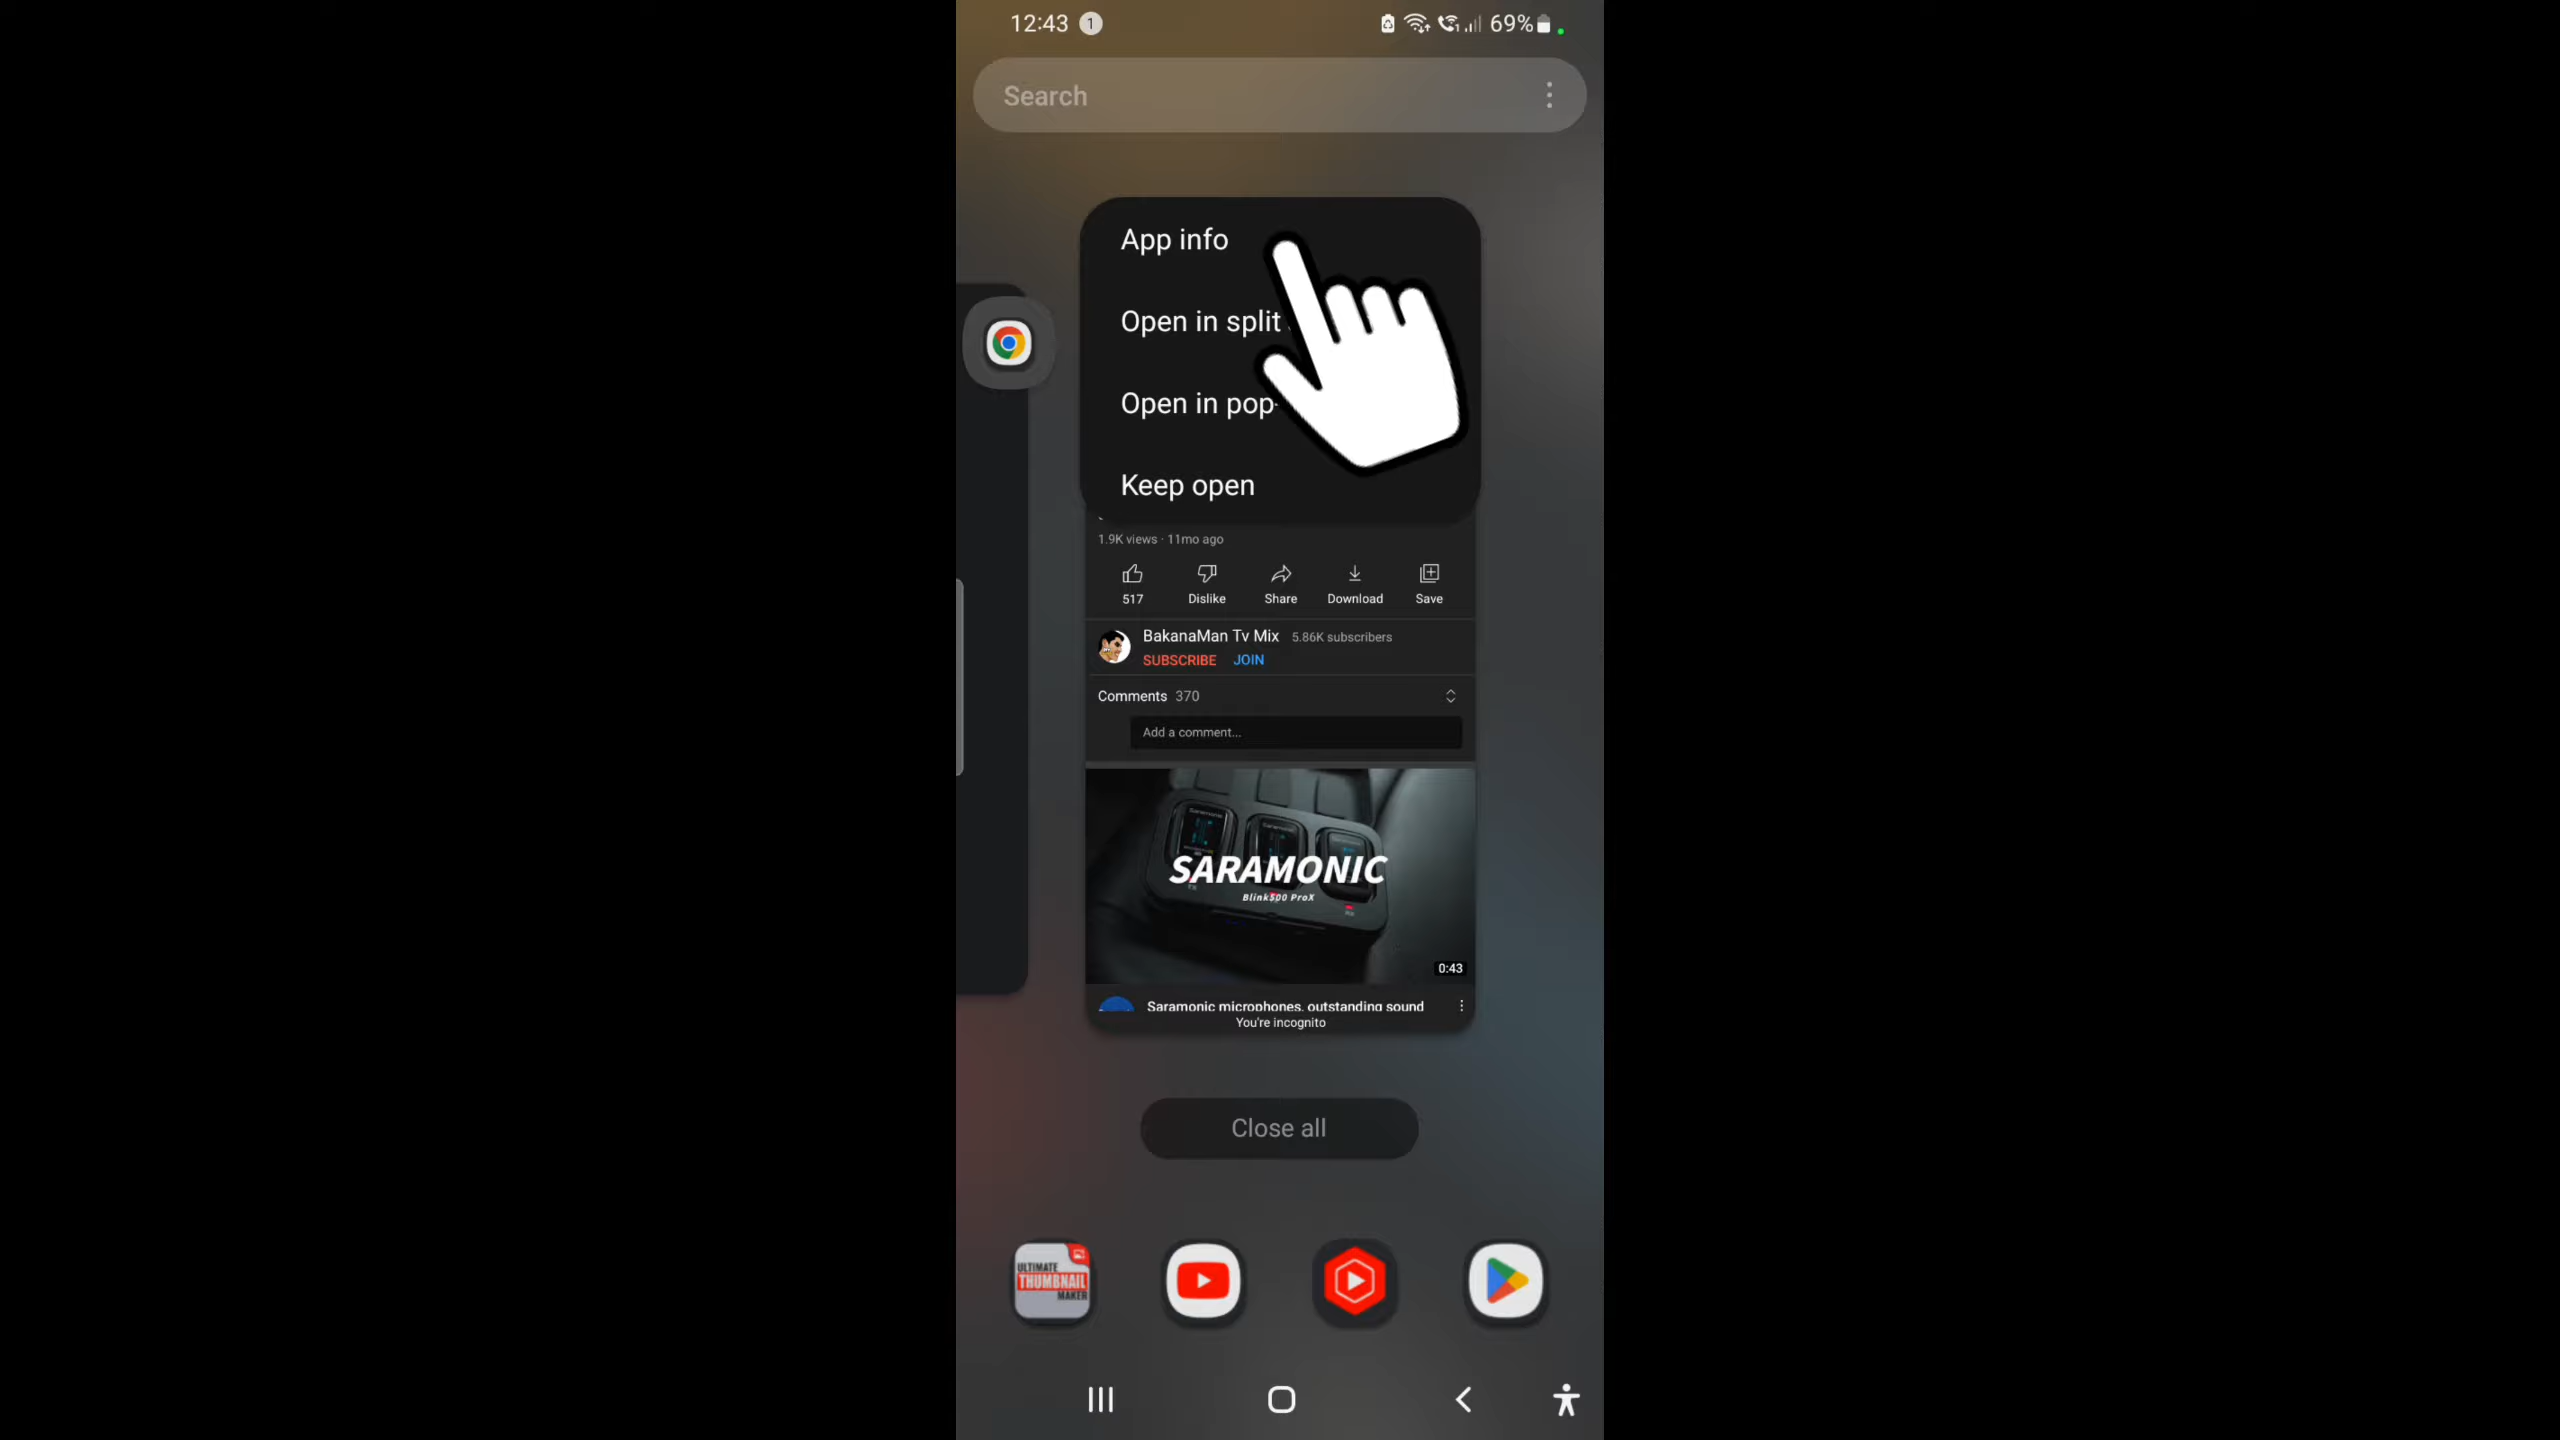 12:43 1
69%
Search
App info
Open in split
Open in pop-
Keep open
1.9K views · 11mo ago
517 Dislike Share Download Save
BakanaMan Tv Mix 5.86K subscribers
SUBSCRIBE JOIN
Comments 370
Add a comment...
SARAMONIC
Blink500 ProX
0:43
Saramonic microphones, outstanding sound
You're incognito
Close all
ULTIMATE
THUMBNAIL
MAKER